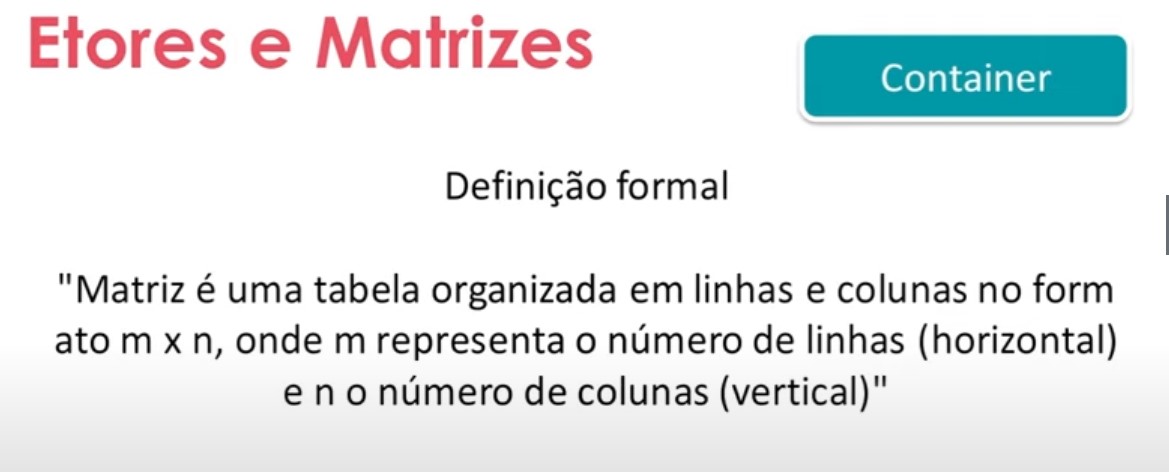 Etores e Matrizes
Container
Definição formal
"Matriz é uma tabela organizada em linhas e colunas no form
ato m x n, onde m representa o número de linhas (horizontal)
e n o número de colunas (vertical)"